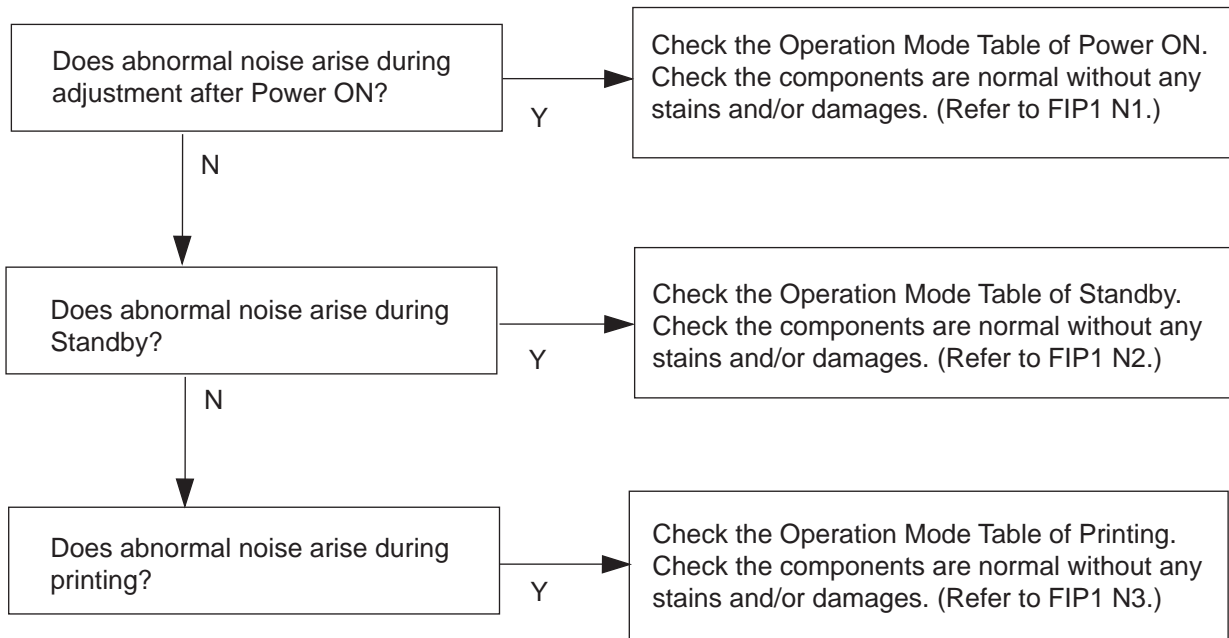 Does abnormal noise arise during
adjustment after Power ON?
Y
Check the Operation Mode Table of Power ON.
Check the components are normal without any
stains and/or damages. (Refer to FIP1 N1.)
N
Does abnormal noise arise during
Standby?
Y
Check the Operation Mode Table of Standby.
Check the components are normal without any
stains and/or damages. (Refer to FIP1 N2.)
N
Does abnormal noise arise during
printing?
Y
Check the Operation Mode Table of Printing.
Check the components are normal without any
stains and/or damages. (Refer to FIP1 N3.)